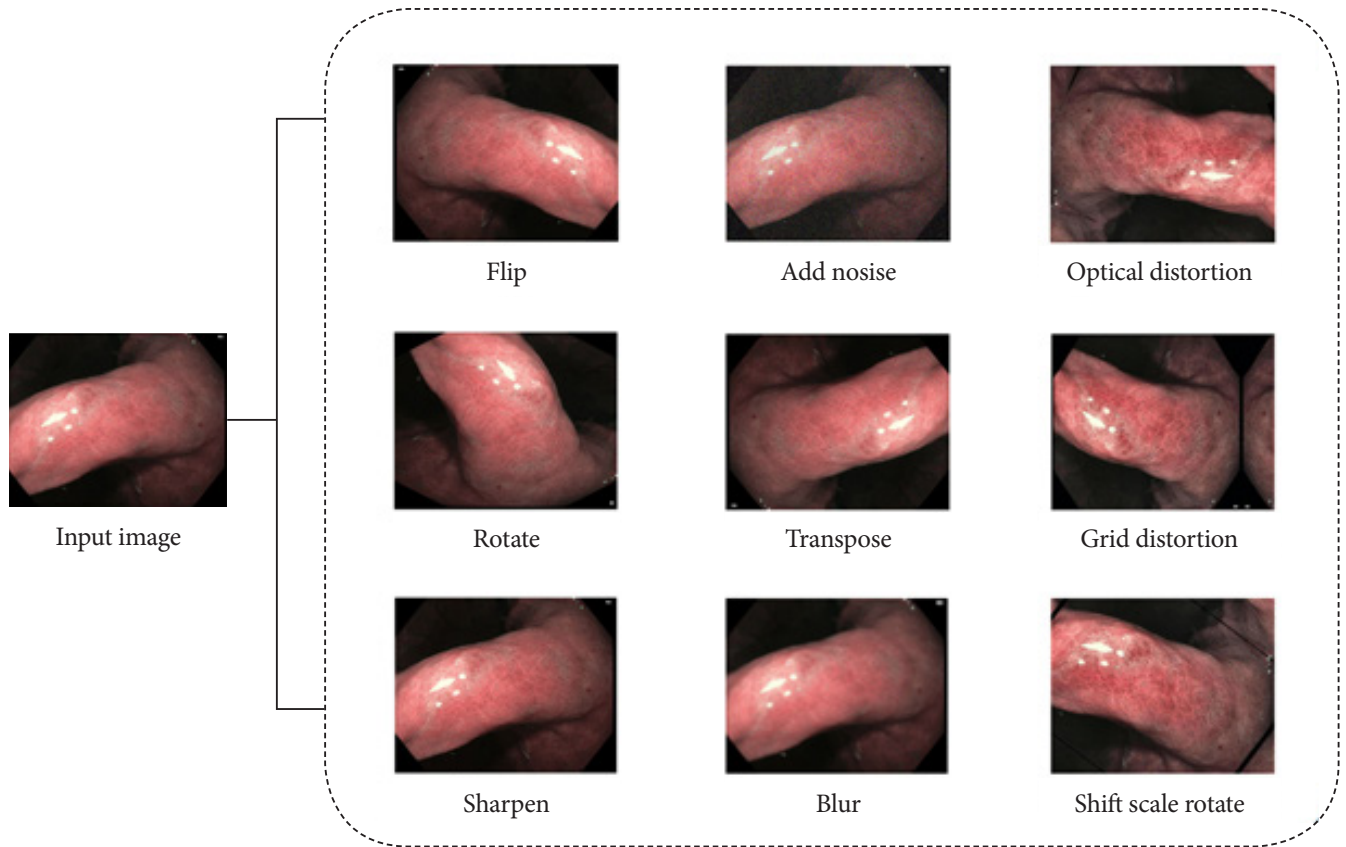 Flip
Add nosise
Optical distortion
Input image
Rotate
Transpose
Grid distortion
Sharpen
Blur
Shift scale rotate